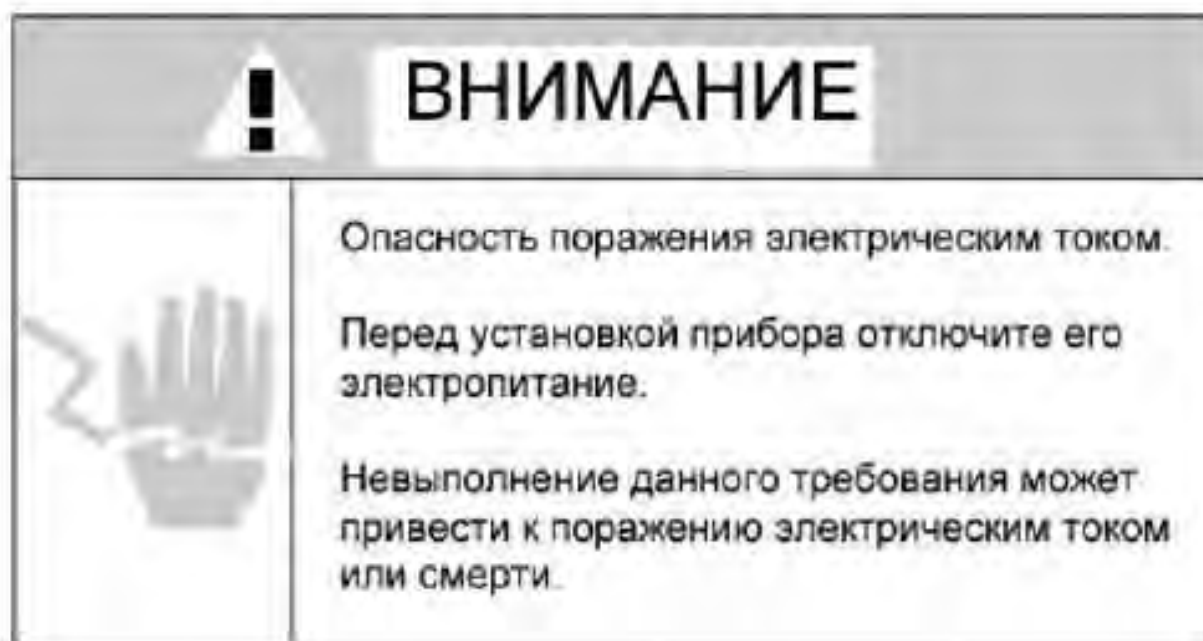 ВНИМАНИЕ
Опасность поражения электрическим током.
Перед установкой прибора отключите его
электропитание.
Невыполнение данного требования может
привести к поражению электрическим током
или смерти.